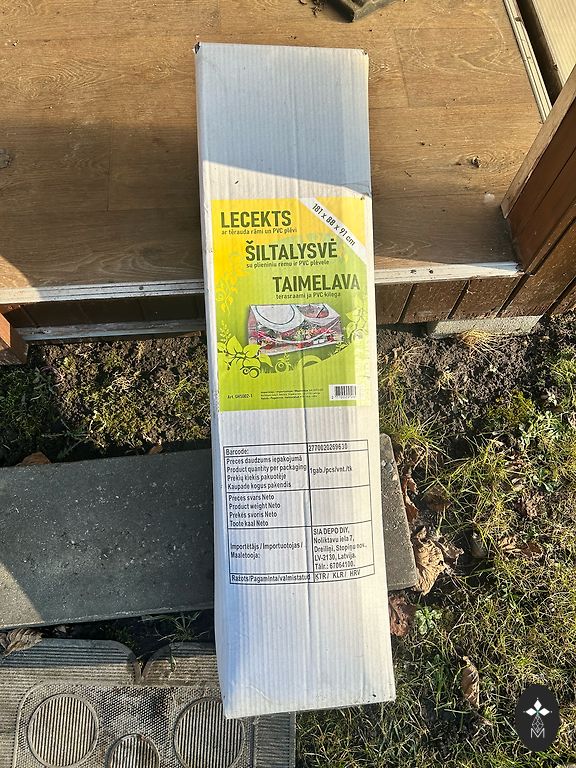 LECEKTS
ar tērauda rāmi un PVC plēvi
181 x 88 x 91 cm
ŠILTALYSVĖ
su plieniniu rėmu ir PVC plėvele
TAIMELAVA
terasraami ja PVC kilega
Art. GH5002-1
Barcode: 2770020289630
Preces daudzums iepakojumā
Product quantity per packaging 1gab./pcs/vnt./tk
Prekių kiekis pakuotėje
Kaupade kogus pakendis
Preces svars Neto
Product weight Neto
Prekės svoris Neto
Toote kaal Neto
Importētājs / Importuotojas /
Maaletooja:
SIA DEPO DIY,
Noliktavu iela 7,
Dreiliņi, Stopiņu nov.
LV-2130, Latvija.
Tālr.: 67064100.
Ražots/Pagaminta/valmistatud ĶTR/ KLR/ HRV